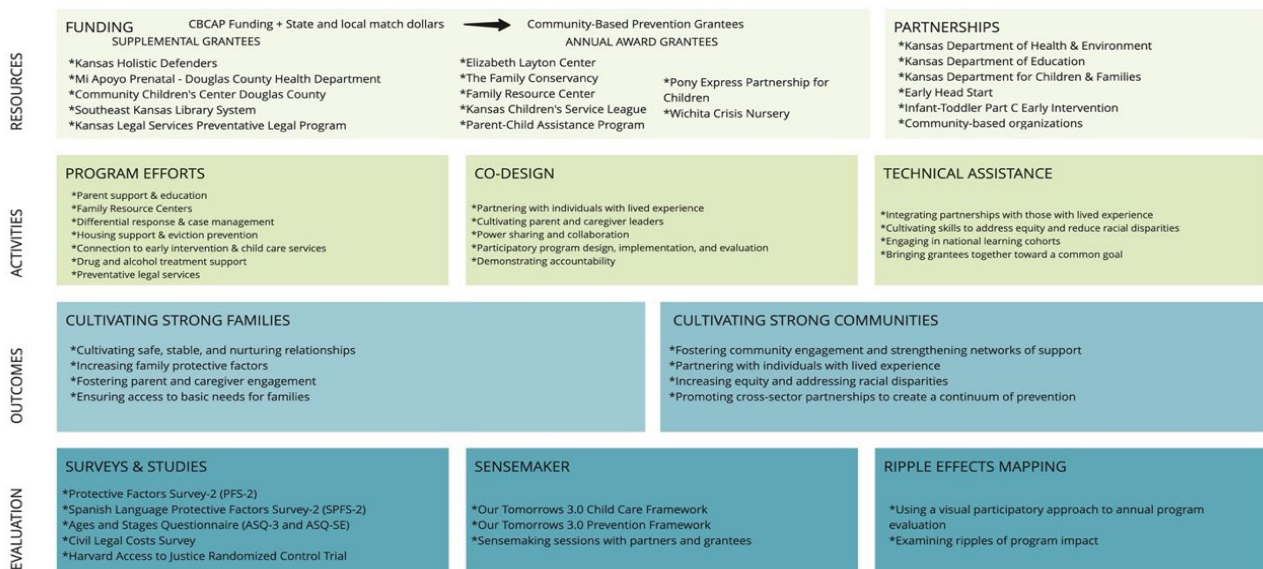 RESOURCES
FUNDING
CBCAP Funding + State and local match dollars
Community-Based Prevention Grantees
SUPPLEMENTAL GRANTEES
*Kansas Holistic Defenders
*Mi Apoyo Prenatal - Douglas County Health Department
*Community Children's Center Douglas County
*Southeast Kansas Library System
*Kansas Legal Services Preventative Legal Program
ANNUAL AWARD GRANTEES
*Elizabeth Layton Center
*The Family Conservancy
*Family Resource Center
*Kansas Children's Service League
*Parent-Child Assistance Program
*Pony Express Partnership for
Children
*Wichita Crisis Nursery
PARTNERSHIPS
*Kansas Department of Health & Environment
*Kansas Department of Education
*Kansas Department for Children & Families
*Early Head Start
*Infant-Toddler Part C Early Intervention
*Community-based organizations
ACTIVITIES
PROGRAM EFFORTS
*Parent support & education
*Family Resource Centers
*Differential response & case management
*Housing support & eviction prevention
*Connection to early intervention & child care services
*Drug and alcohol treatment support
*Preventative legal services
CO-DESIGN
*Partnering with individuals with lived experience
*Cultivating parent and caregiver leaders
*Power sharing and collaboration
*Participatory program design, implementation, and evaluation
*Demonstrating accountability
TECHNICAL ASSISTANCE
*Integrating partnerships with those with lived experience
*Cultivating skills to address equity and reduce racial disparities
*Engaging in national learning cohorts
*Bringing grantees together toward a common goal
OUTCOMES
CULTIVATING STRONG FAMILIES
*Cultivating safe, stable, and nurturing relationships
*Increasing family protective factors
*Fostering parent and caregiver engagement
*Ensuring access to basic needs for families
CULTIVATING STRONG COMMUNITIES
*Fostering community engagement and strengthening networks of support
*Partnering with individuals with lived experience
*Increasing equity and addressing racial disparities
*Promoting cross-sector partnerships to create a continuum of prevention
EVALUATION
SURVEYS & STUDIES
*Protective Factors Survey-2 (PFS-2)
*Spanish Language Protective Factors Survey-2 (SPFS-2)
*Ages and Stages Questionnaire (ASQ-3 and ASQ-SE)
*Civil Legal Costs Survey
*Harvard Access to Justice Randomized Control Trial
SENSEMAKER
*Our Tomorrows 3.0 Child Care Framework
*Our Tomorrows 3.0 Prevention Framework
*Sensemaking sessions with partners and grantees
RIPPLE EFFECTS MAPPING
*Using a visual participatory approach to annual program
evaluation
*Examining ripples of program impact